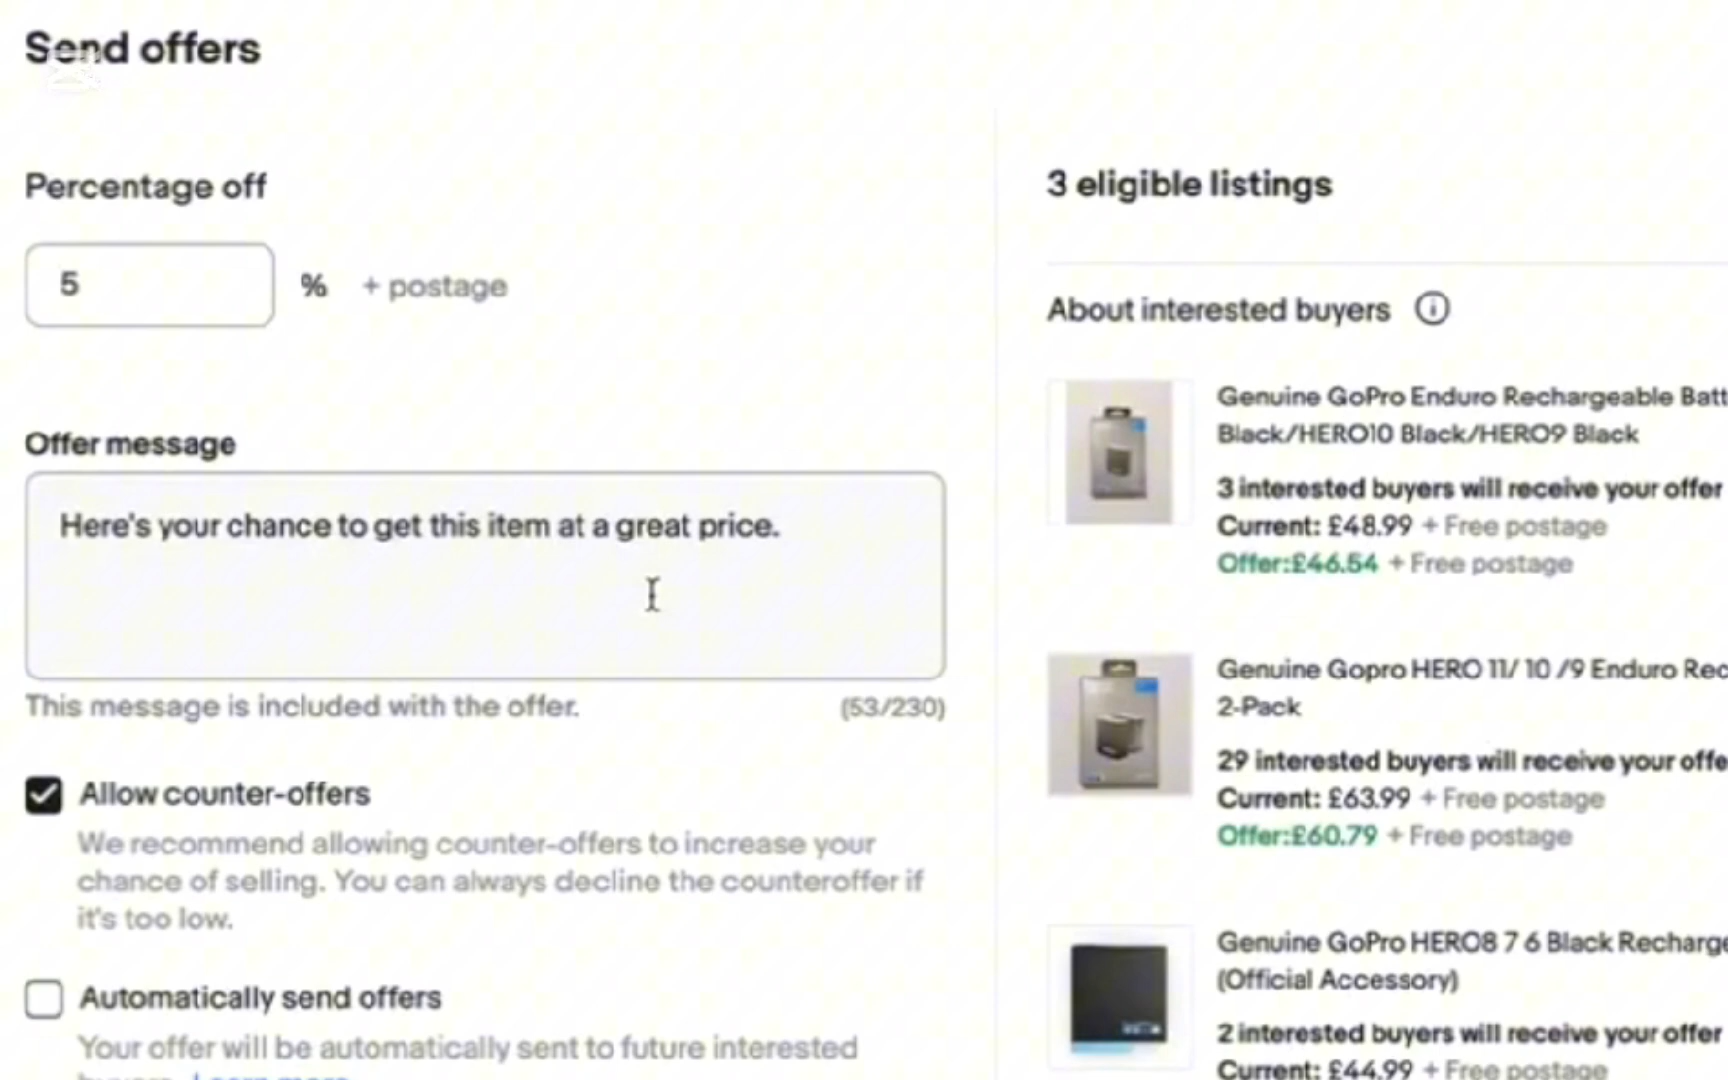 Send offers
Percentage off
5 % + postage
Offer message
Here's your chance to get this item at a great price.
This message is included with the offer. (53/230)
Allow counter-offers
We recommend allowing counter-offers to increase your
chance of selling. You can always decline the counteroffer if
it's too low.
Automatically send offers
Your offer will be automatically sent to future interested
buyers. Learn more
3 eligible listings
About interested buyers
Genuine GoPro Enduro Rechargeable Batt
Black/HERO10 Black/HERO9 Black
3 interested buyers will receive your offer
Current: £48.99 + Free postage
Offer:£46.54 + Free postage
Genuine Gopro HERO 11/ 10 /9 Enduro Rec
2-Pack
29 interested buyers will receive your offe
Current: £63.99 + Free postage
Offer:£60.79 + Free postage
Genuine GoPro HERO8 7 6 Black Recharge
(Official Accessory)
2 interested buyers will receive your offer
Current: £44.99 + Free postage